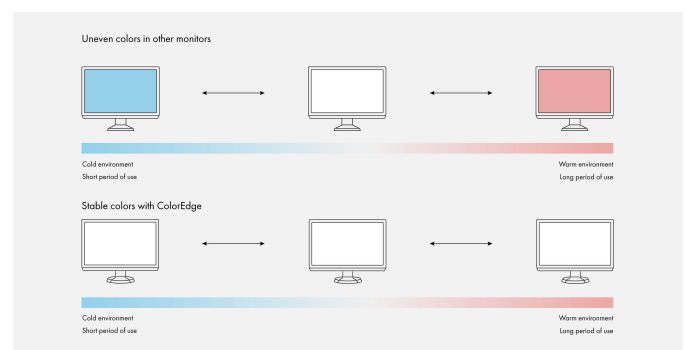 Uneven colors in other monitors
Cold environment
Short period of use
Warm environment
Long period of use
Stable colors with ColorEdge
Cold environment
Short period of use
Warm environment
Long period of use